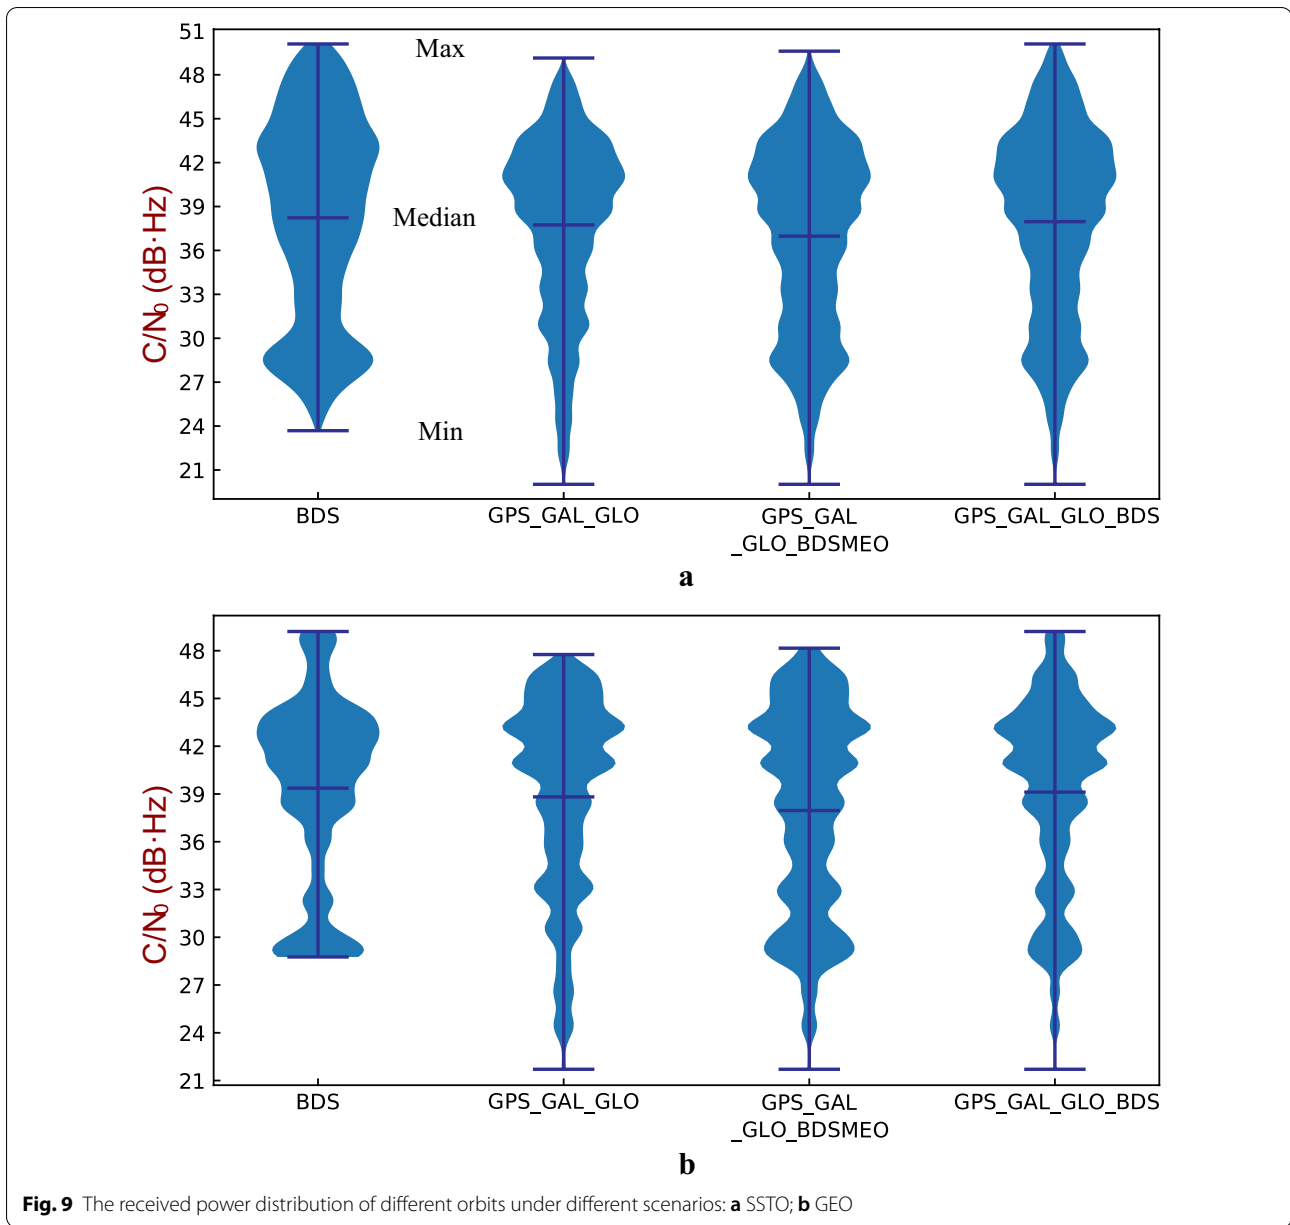 51
48
45
42
39
36
33
30
27
24
21
C/N₀ (dB·Hz)
Max
Median
Min
BDS GPS_GAL_GLO GPS_GAL GPS_GAL_GLO_BDS
_GLO_BDSMEO
a
48
45
42
39
36
33
30
27
24
21
C/N₀ (dB·Hz)
BDS GPS_GAL_GLO GPS_GAL GPS_GAL_GLO_BDS
_GLO_BDSMEO
b
Fig. 9 The received power distribution of different orbits under different scenarios: a SSTO; b GEO